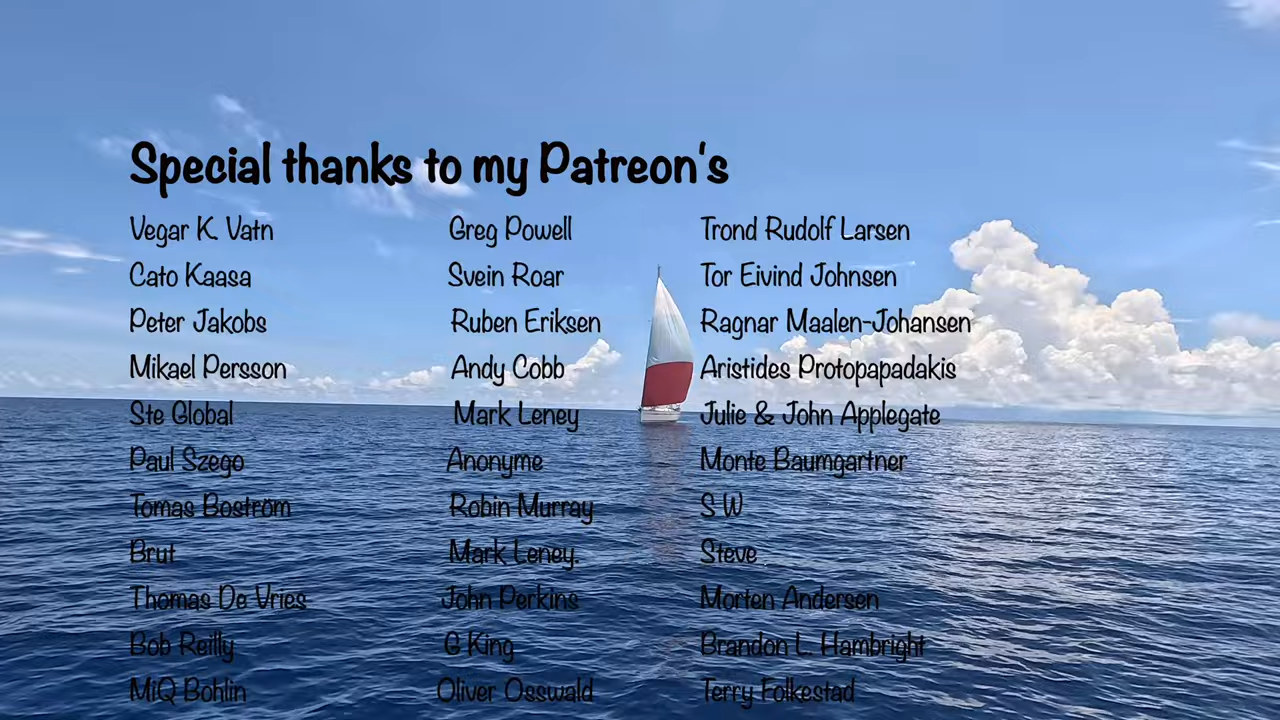 Special thanks to my Patreon's
Vegar K. Vatn Greg Powell Trond Rudolf Larsen
Cato Kaasa Svein Roar Tor Eivind Johnsen
Peter Jakobs Ruben Eriksen Ragnar Maalen-Johansen
Mikael Persson Andy Cobb Aristides Protopapadakis
Ste Global Mark Leney Julie & John Applegate
Paul Szego Anonyme Monte Baumgartner
Tomas Boström Robin Murray S W
Brut Mark Leney. Steve
Thomas De Vries John Perkins Morten Andersen
Bob Reilly G King Brandon L. Hambright
MiQ Bohlin Oliver Osswald Terry Folkestad